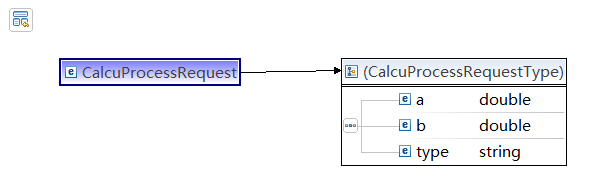 CalcuProcessRequest
(CalcuProcessRequestType)
a double
b double
type string